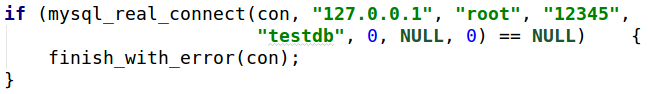 if (mysql_real_connect(con, "127.0.0.1", "root", "12345",
                        "testdb", 0, NULL, 0) == NULL)    {
    finish_with_error(con);
}